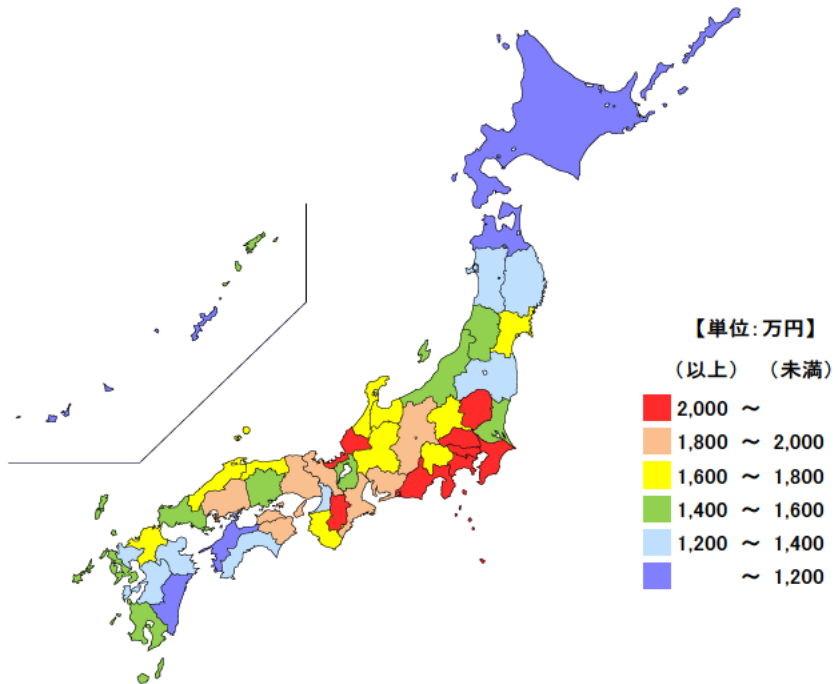 【単位:万円】
（以上） （未満）
2,000 ～
1,800 ～ 2,000
1,600 ～ 1,800
1,400 ～ 1,600
1,200 ～ 1,400
～ 1,200